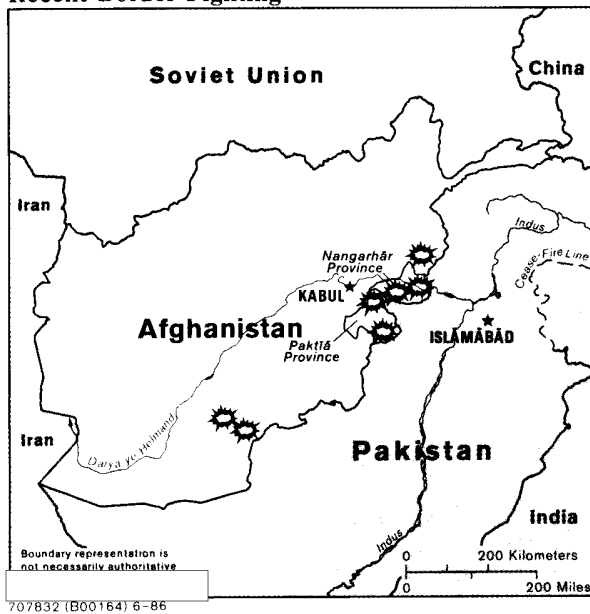 Recent Border Fighting
Soviet Union
China
Iran
Indus
Cease-Fire Line
Nangarhār
Province
KABUL
Afghanistan
Paktīā
Province
ISLĀMĀBĀD
Iran
Darya ye Helmand
Pakistan
India
Indus
Boundary representation is
not necessarily authoritative
0 200 Kilometers
0 200 Miles
707832 (B00164) 6-86